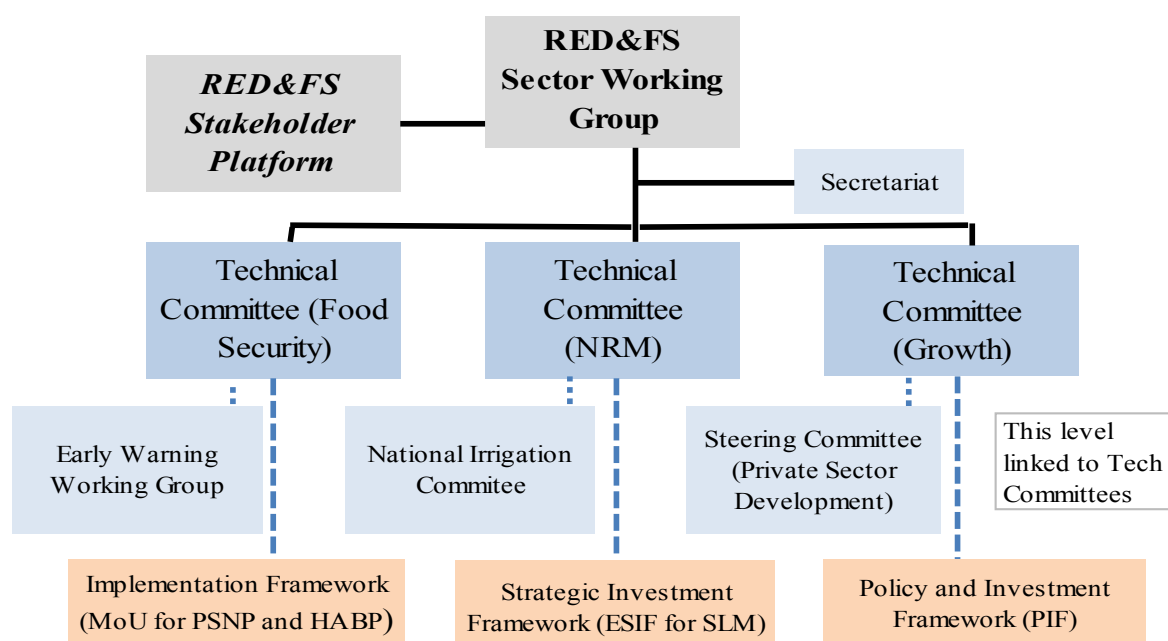 RED&FS
Sector Working
Group
RED&FS
Stakeholder
Platform
Secretariat
Technical
Committee (Food
Security)
Technical
Committee
(NRM)
Technical
Committee
(Growth)
Early Warning
Working Group
National Irrigation
Commitee
Steering Committee
(Private Sector
Development)
This level
linked to Tech
Committees
Implementation Framework
(MoU for PSNP and HABP)
Strategic Investment
Framework (ESIF for SLM)
Policy and Investment
Framework (PIF)